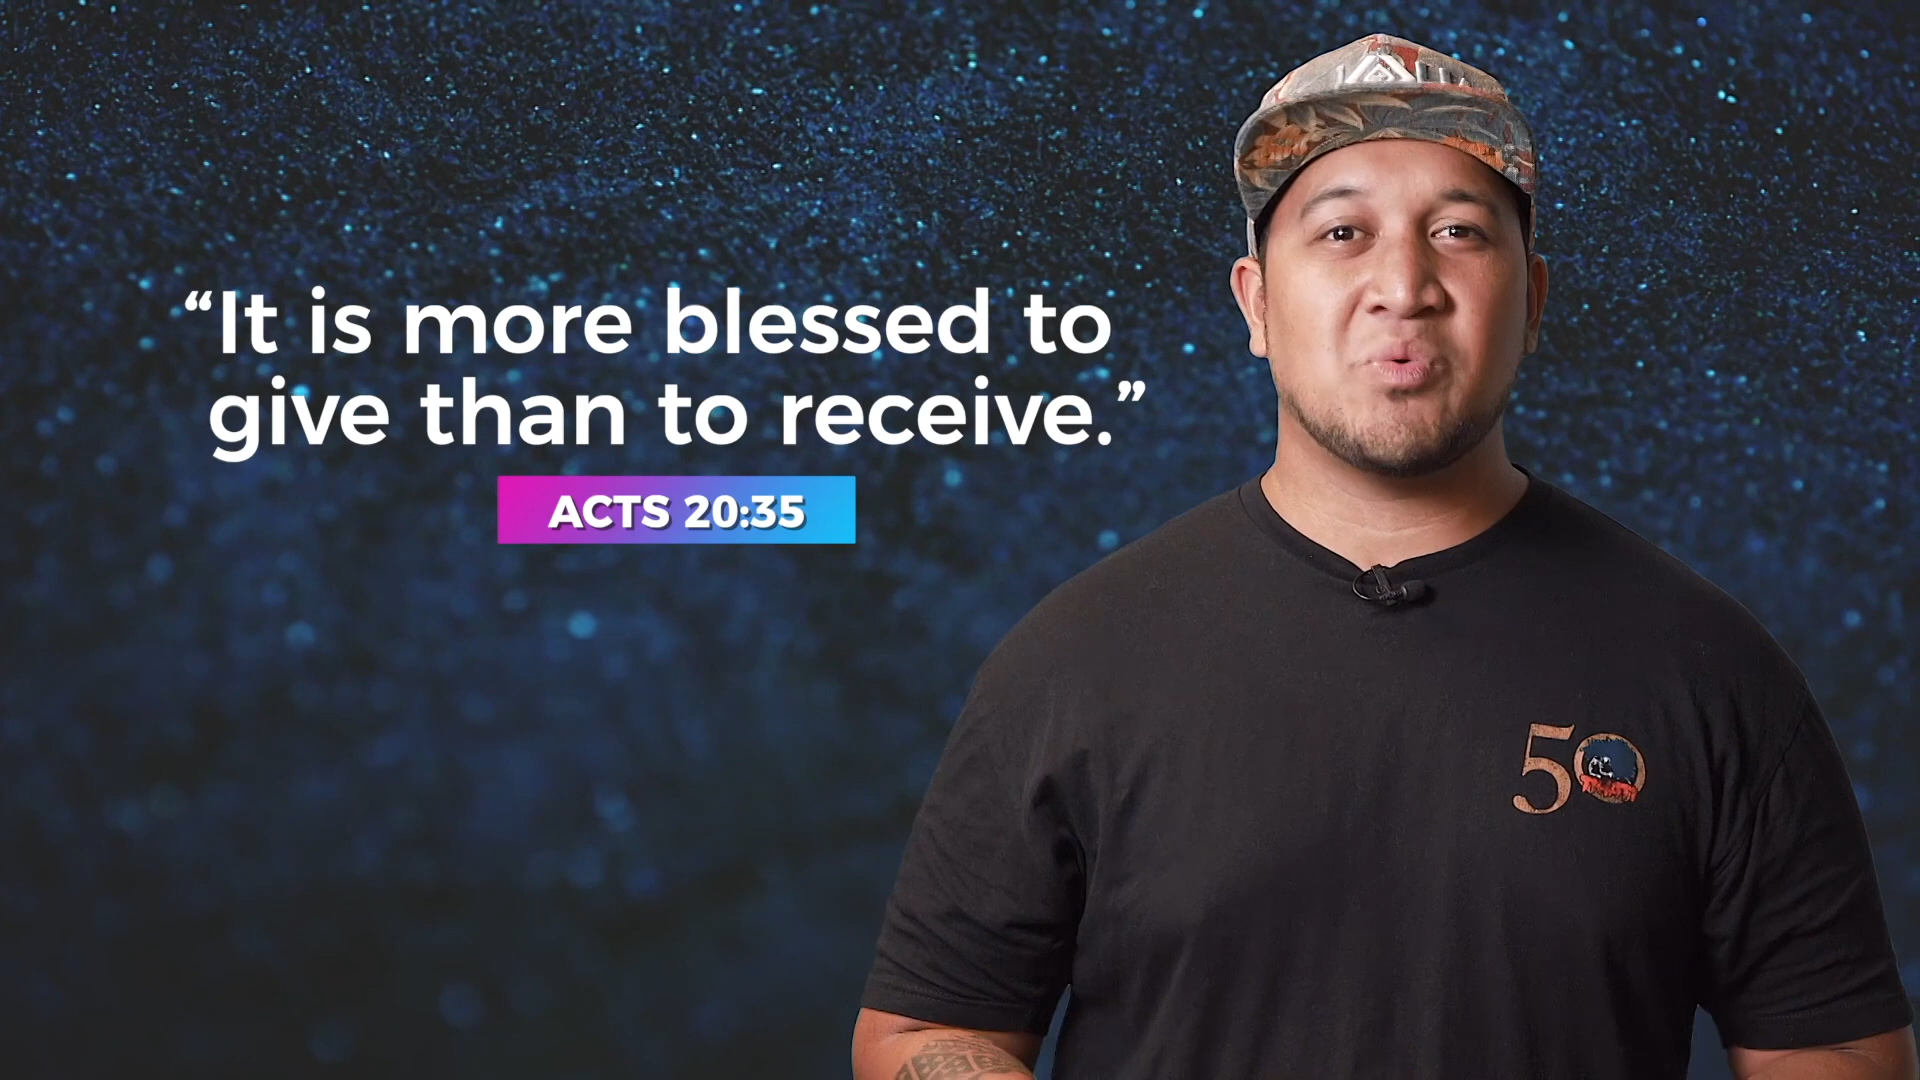 “It is more blessed to
give than to receive.”
ACTS 20:35
50